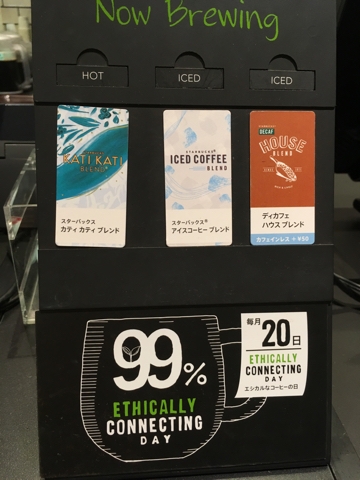 Now Brewing
HOT
ICED
ICED
KATI KATI
BLEND
スターバックス
カティ カティ ブレンド
STARBUCKS®
ICED COFFEE
BLEND
スターバックス®
アイスコーヒー ブレンド
DECAF
HOUSE
BLEND
ディカフェ
ハウス ブレンド
カフェインレス + ¥50
99%
ETHICALLY
CONNECTING
DAY
毎月
20日
ETHICALLY
CONNECTING
DAY
エシカルなコーヒーの日